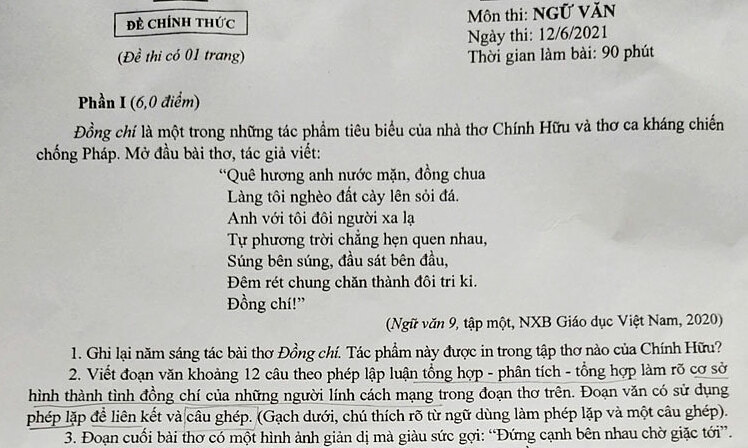 ĐỀ CHÍNH THỨC
(Đề thi có 01 trang)
Môn thi: NGỮ VĂN
Ngày thi: 12/6/2021
Thời gian làm bài: 90 phút
Phần I (6,0 điểm)
Đồng chí là một trong những tác phẩm tiêu biểu của nhà thơ Chính Hữu và thơ ca kháng chiến
chống Pháp. Mở đầu bài thơ, tác giả viết:
“Quê hương anh nước mặn, đồng chua
Làng tôi nghèo đất cày lên sỏi đá.
Anh với tôi đôi người xa lạ
Tự phương trời chẳng hẹn quen nhau,
Súng bên súng, đầu sát bên đầu,
Đêm rét chung chăn thành đôi tri kỉ.
Đồng chí!”
(Ngữ văn 9, tập một, NXB Giáo dục Việt Nam, 2020)
1. Ghi lại năm sáng tác bài thơ Đồng chí. Tác phẩm này được in trong tập thơ nào của Chính Hữu?
2. Viết đoạn văn khoảng 12 câu theo phép lập luận tổng hợp - phân tích - tổng hợp làm rõ cơ sở
hình thành tình đồng chí của những người lính cách mạng trong đoạn thơ trên. Đoạn văn có sử dụng
phép lặp để liên kết và câu ghép. (Gạch dưới, chú thích rõ từ ngữ dùng làm phép lặp và một câu ghép).
3. Đoạn cuối bài thơ có một hình ảnh giản dị mà giàu sức gợi: “Đứng cạnh bên nhau chờ giặc tới”.